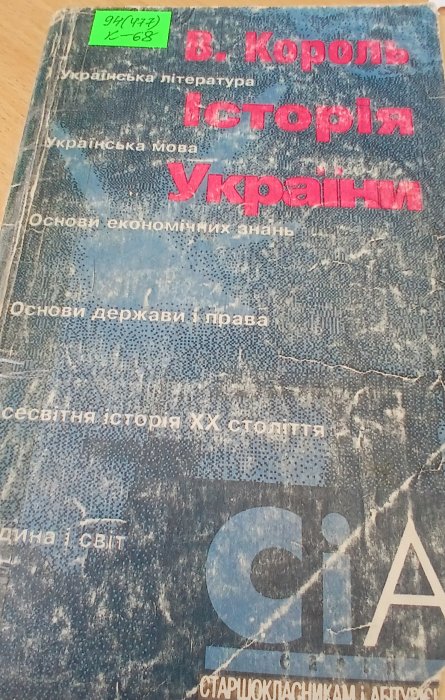 94(477)
К-68
В. Король
Українська література
Історія
Українська мова
України
Основи економічних знань
Основи держави і права
сесвітня історія XX століття
дина і світ
СіА
СТАРШОКЛАСНИКАМ і АБІТУРІ